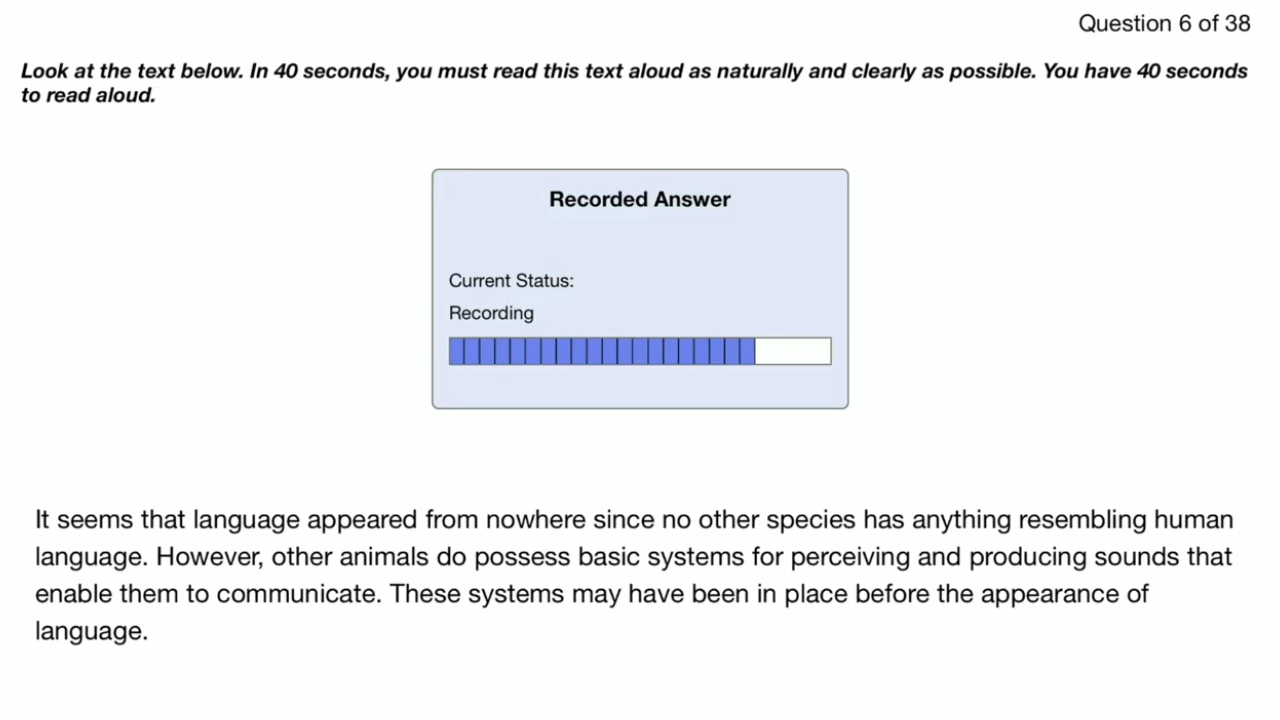 Question 6 of 38
Look at the text below. In 40 seconds, you must read this text aloud as naturally and clearly as possible. You have 40 seconds
to read aloud.
Recorded Answer
Current Status:
Recording
It seems that language appeared from nowhere since no other species has anything resembling human
language. However, other animals do possess basic systems for perceiving and producing sounds that
enable them to communicate. These systems may have been in place before the appearance of
language.